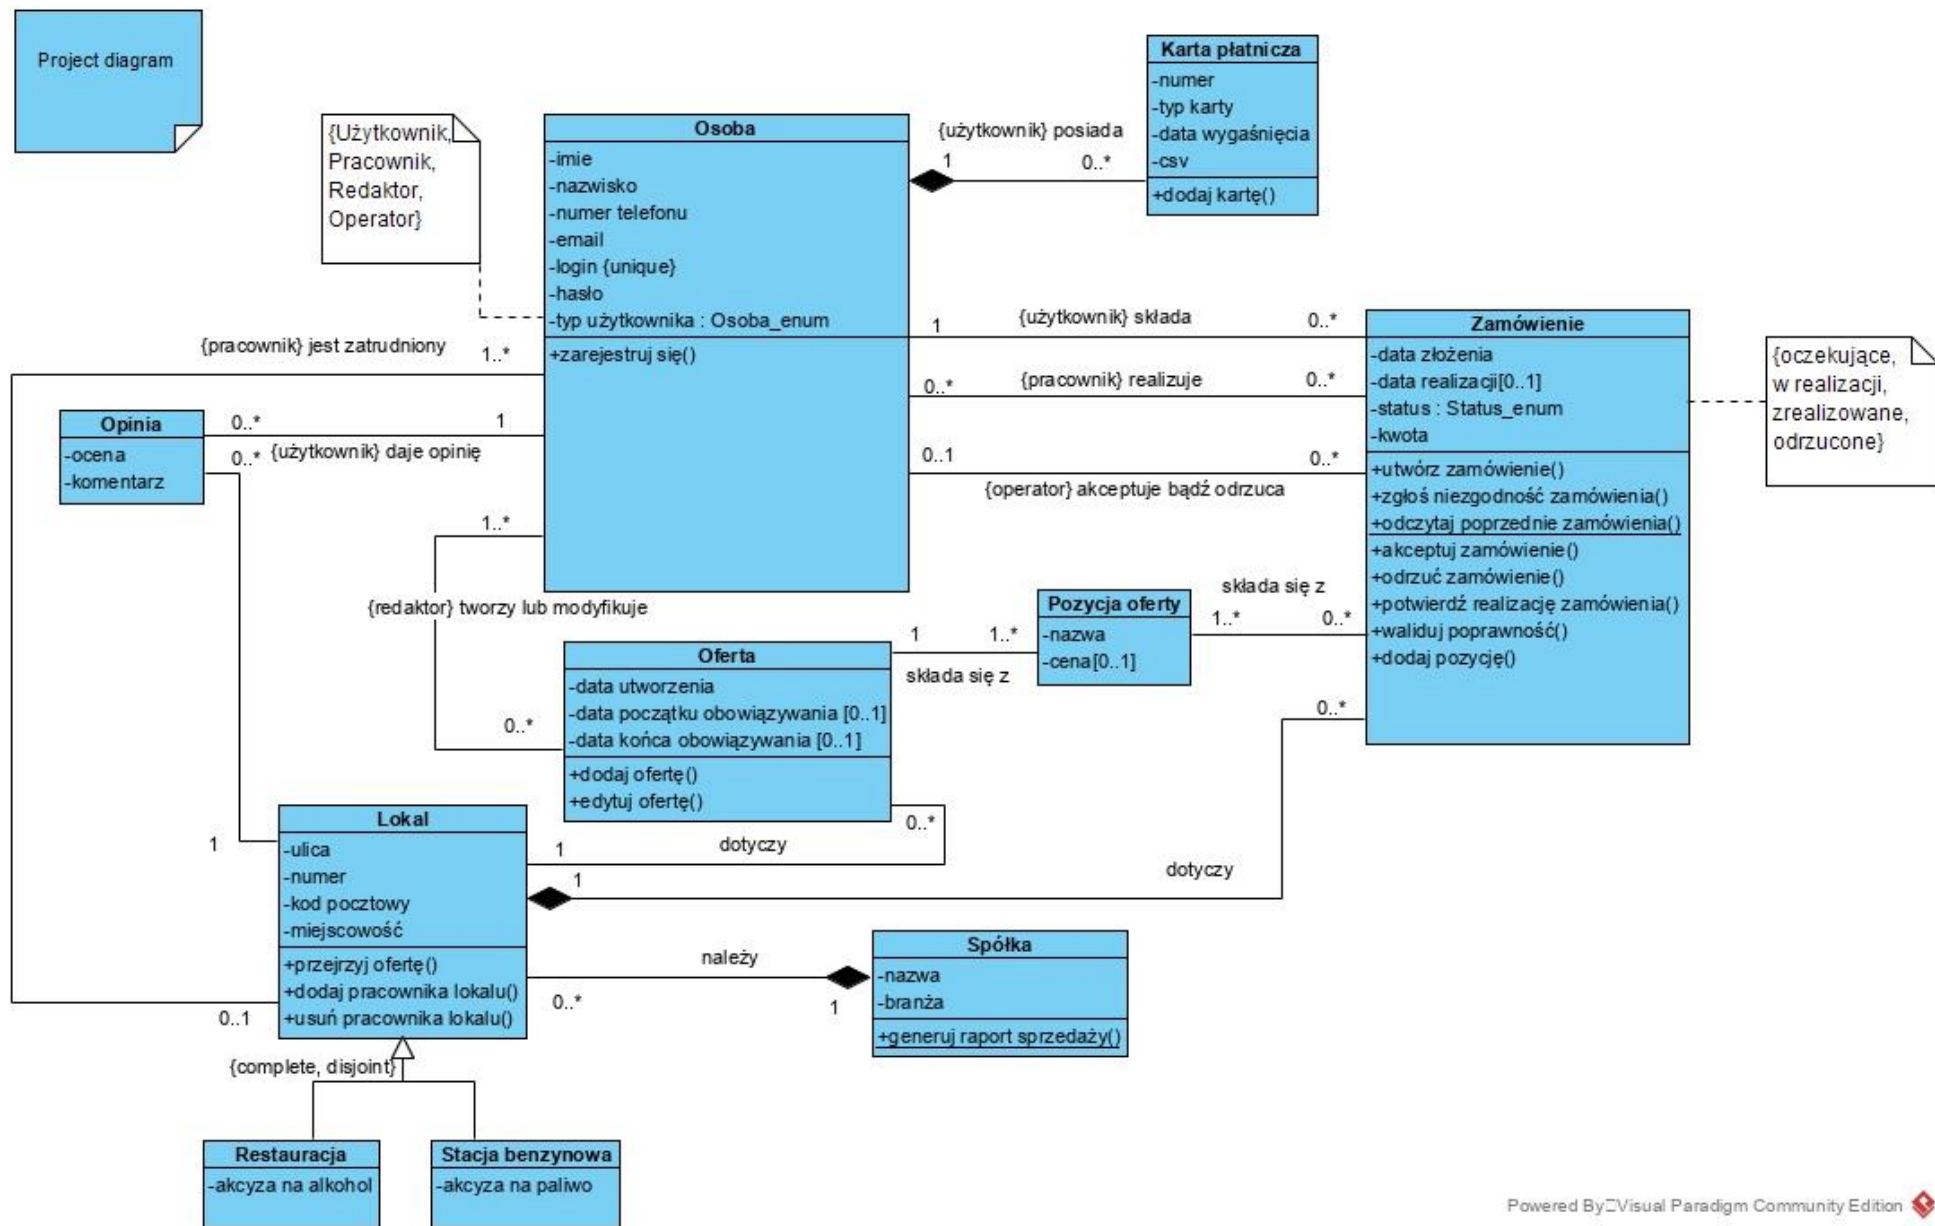 Project diagram
{Użytkownik,
Pracownik,
Redaktor,
Operator}
Osoba
-imie
-nazwisko
-numer telefonu
-email
-login {unique}
-hasło
-typ użytkownika : Osoba_enum
+zarejestruj się()
{użytkownik} posiada
1
0..*
Karta płatnicza
-numer
-typ karty
-data wygaśnięcia
-csv
+dodaj kartę()
1
{użytkownik} składa
0..*
0..*
{pracownik} realizuje
0..*
0..1
0..*
{operator} akceptuje bądź odrzuca
Zamówienie
-data złożenia
-data realizacji[0..1]
-status : Status_enum
-kwota
+utwórz zamówienie()
+zgłoś niezgodność zamówienia()
+odczytaj poprzednie zamówienia()
+akceptuj zamówienie()
+odrzuć zamówienie()
+potwierdź realizację zamówienia()
+waliduj poprawność()
+dodaj pozycję()
{oczekujące,
w realizacji,
zrealizowane,
odrzucone}
{pracownik} jest zatrudniony
1..*
Opinia
-ocena
-komentarz
0..*
1
0..*
{użytkownik} daje opinię
1..*
{redaktor} tworzy lub modyfikuje
0..*
Oferta
-data utworzenia
-data początku obowiązywania [0..1]
-data końca obowiązywania [0..1]
+dodaj ofertę()
+edytuj ofertę()
1
1..*
składa się z
Pozycja oferty
-nazwa
-cena[0..1]
składa się z
1..*
0..*
0..*
0..*
1
dotyczy
1
dotyczy
1
Lokal
-ulica
-numer
-kod pocztowy
-miejscowość
+przejrzyj ofertę()
+dodaj pracownika lokalu()
+usuń pracownika lokalu()
0..1
należy
0..*
1
Spółka
-nazwa
-branża
+generuj raport sprzedaży()
{complete, disjoint}
Restauracja
-akcyza na alkohol
Stacja benzynowa
-akcyza na paliwo
Powered By Visual Paradigm Community Edition